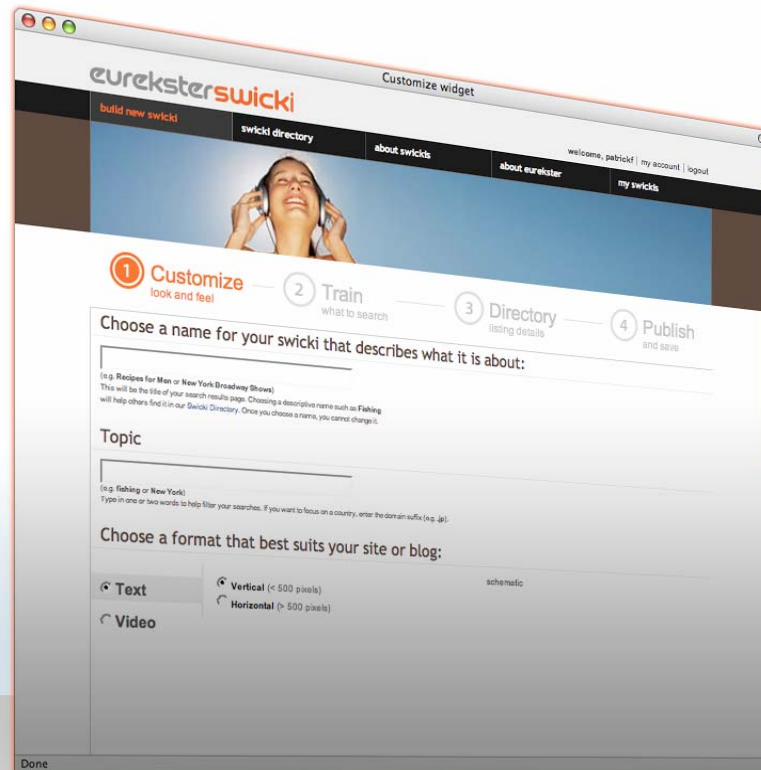 Customize widget
eureksterswicki
welcome, patrickf | my account | logout
build new swicki
swicki directory
about swickis
about eurekster
my swickis
1 Customize
look and feel
2 Train
what to search
3 Directory
listing details
4 Publish
and save
Choose a name for your swicki that describes what it is about:
(e.g. Recipes for Men or New York Broadway Shows)
This will be the title of your search results page. Choosing a descriptive name such as Fishing
will help others find it in our Swicki Directory. Once you choose a name, you cannot change it.
Topic
(e.g. fishing or New York)
Type in one or two words to help filter your searches. If you want to focus on a country, enter the domain suffix (e.g. .jp).
Choose a format that best suits your site or blog:
Text
Vertical (< 500 pixels)
schematic
Horizontal (> 500 pixels)
Video
Done